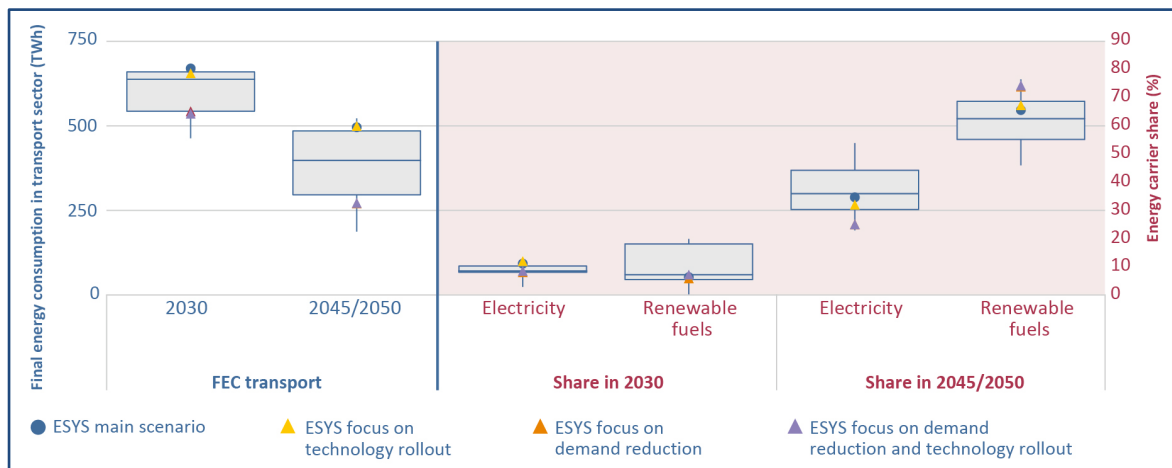 Final energy consumption in transport sector (TWh)
750
500
250
0
90
80
70
60
50
40
30
20
10
0
Energy carrier share (%)
2030
2045/2050
Electricity
Renewable
fuels
Electricity
Renewable
fuels
FEC transport
Share in 2030
Share in 2045/2050
ESYS main scenario
ESYS focus on
technology rollout
ESYS focus on
demand reduction
ESYS focus on demand
reduction and technology rollout